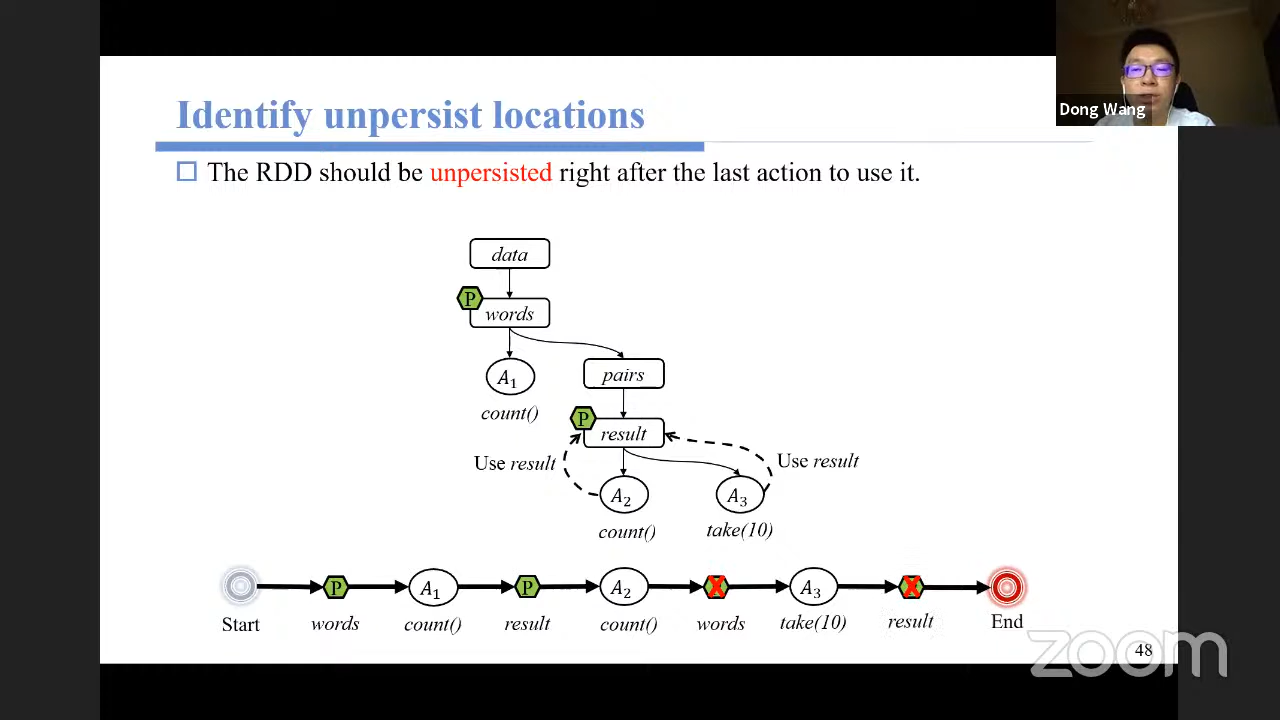 Dong Wang
Identify unpersist locations
The RDD should be unpersisted right after the last action to use it.
data
P
words
A₁
pairs
count()
P
result
Use result
Use result
A₂
A₃
count()
take(10)
P
A₁
P
A₂
A₃
Start
words
count()
result
count()
words
take(10)
result
End
48
zoom